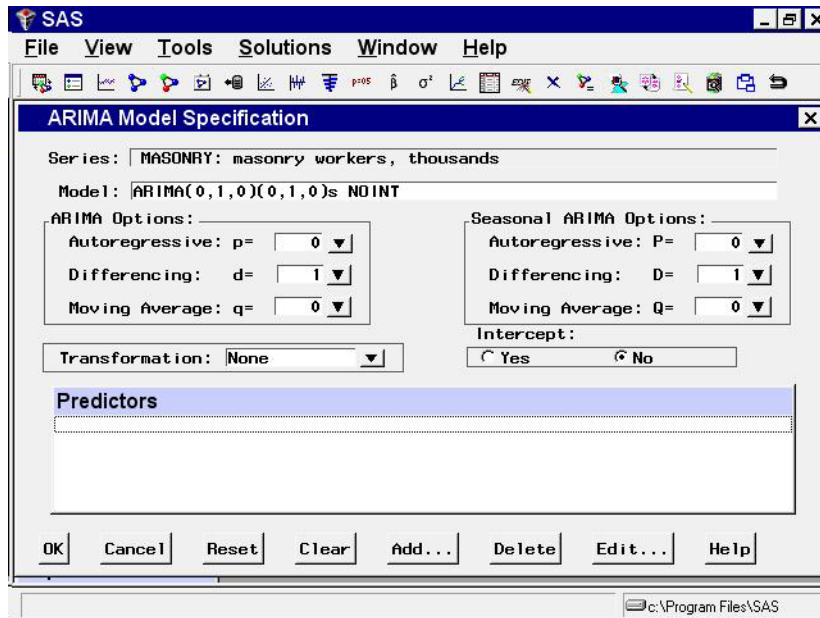 SAS
File View Tools Solutions Window Help
p=05 β̂ σ²
ARIMA Model Specification
Series: MASONRY: masonry workers, thousands
Model: ARIMA(0,1,0)(0,1,0)s NOINT
ARIMA Options: Seasonal ARIMA Options:
Autoregressive: p= 0 Autoregressive: P= 0
Differencing: d= 1 Differencing: D= 1
Moving Average: q= 0 Moving Average: Q= 0
Intercept:
Transformation: None Yes No
Predictors
OK Cancel Reset Clear Add... Delete Edit... Help
c:\Program Files\SAS